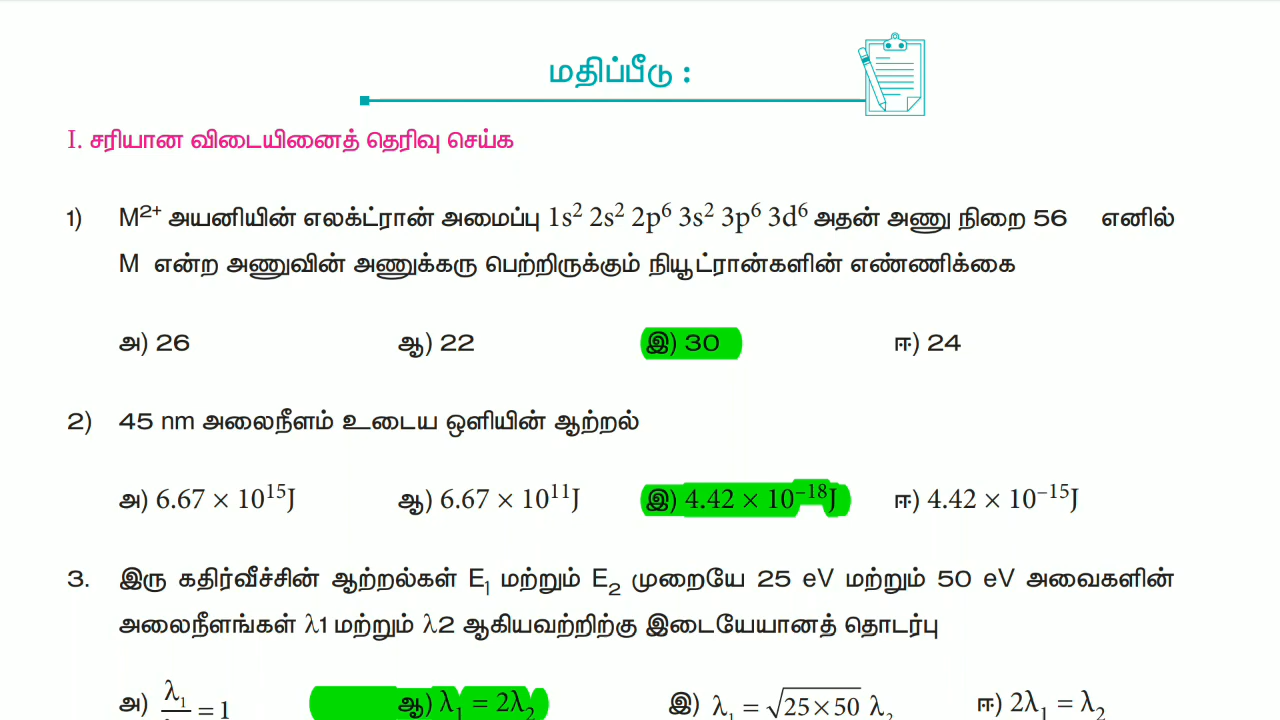 மதிப்பீடு :
I. சரியான விடையினைத் தெரிவு செய்க
1) M²⁺ அயனியின் எலக்ட்ரான் அமைப்பு 1s² 2s² 2p⁶ 3s² 3p⁶ 3d⁶ அதன் அணு நிறை 56 எனில்
M என்ற அணுவின் அணுக்கரு பெற்றிருக்கும் நியூட்ரான்களின் எண்ணிக்கை
அ) 26 ஆ) 22 இ) 30 ஈ) 24
2) 45 nm அலைநீளம் உடைய ஒளியின் ஆற்றல்
அ) 6.67 × 10¹⁵J ஆ) 6.67 × 10¹¹J இ) 4.42 × 10⁻¹⁸J ஈ) 4.42 × 10⁻¹⁵J
3. இரு கதிர்வீச்சின் ஆற்றல்கள் E₁ மற்றும் E₂ முறையே 25 eV மற்றும் 50 eV அவைகளின்
அலைநீளங்கள் λ1 மற்றும் λ2 ஆகியவற்றிற்கு இடையேயானத் தொடர்பு
அ) λ₁ = 1 ஆ) λ₁ = 2λ₂ இ) λ₁ = √25×50 λ₂ ஈ) 2λ₁ = λ₂